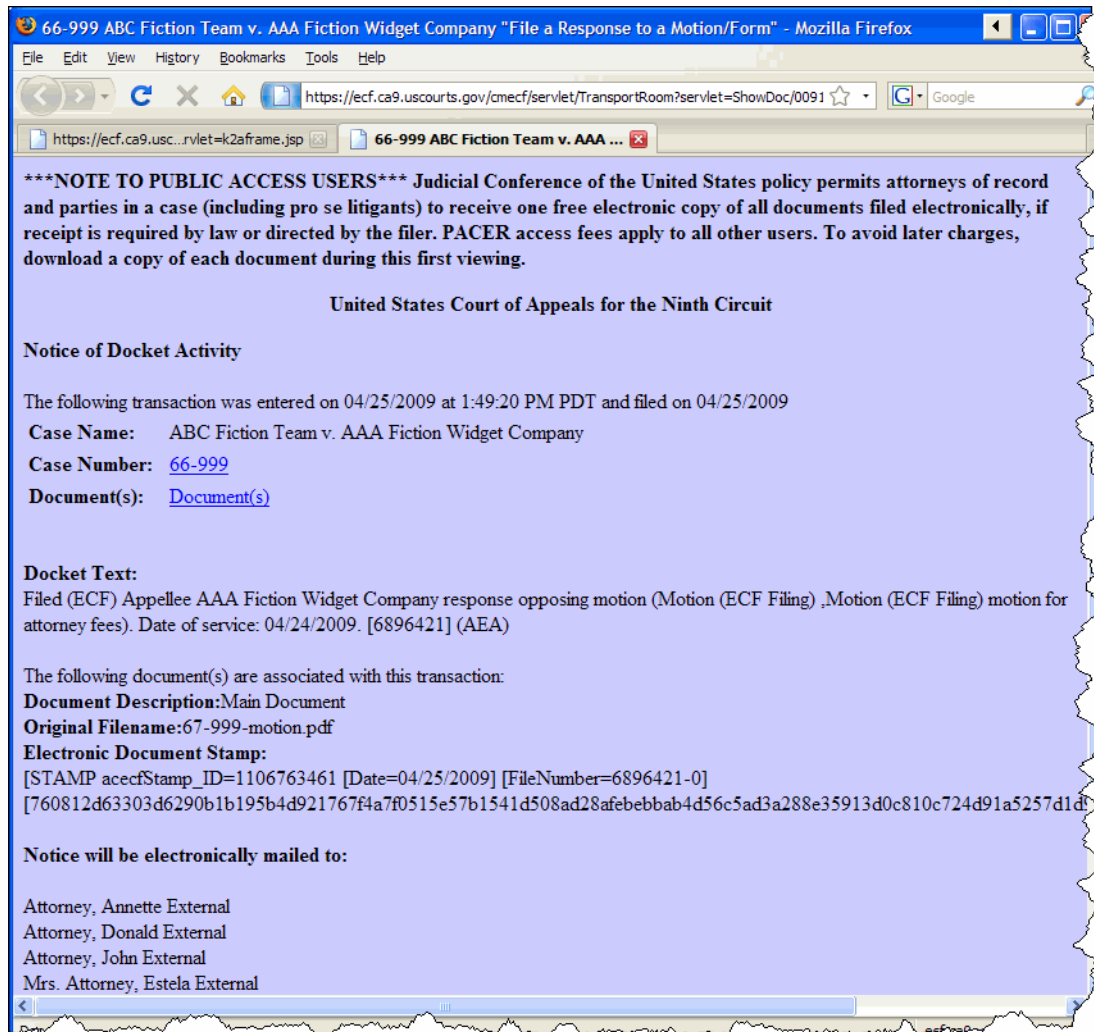 66-999 ABC Fiction Team v. AAA Fiction Widget Company "File a Response to a Motion/Form" - Mozilla Firefox
File Edit View History Bookmarks Tools Help
https://ecf.ca9.uscourts.gov/cmecf/servlet/TransportRoom?servlet=ShowDoc/0091 G Google
https://ecf.ca9.usc...rvlet=k2aframe.jsp 66-999 ABC Fiction Team v. AAA ...
***NOTE TO PUBLIC ACCESS USERS*** Judicial Conference of the United States policy permits attorneys of record
and parties in a case (including pro se litigants) to receive one free electronic copy of all documents filed electronically, if
receipt is required by law or directed by the filer. PACER access fees apply to all other users. To avoid later charges,
download a copy of each document during this first viewing.
United States Court of Appeals for the Ninth Circuit
Notice of Docket Activity
The following transaction was entered on 04/25/2009 at 1:49:20 PM PDT and filed on 04/25/2009
Case Name: ABC Fiction Team v. AAA Fiction Widget Company
Case Number: 66-999
Document(s): Document(s)
Docket Text:
Filed (ECF) Appellee AAA Fiction Widget Company response opposing motion (Motion (ECF Filing) ,Motion (ECF Filing) motion for
attorney fees). Date of service: 04/24/2009. [6896421] (AEA)
The following document(s) are associated with this transaction:
Document Description:Main Document
Original Filename:67-999-motion.pdf
Electronic Document Stamp:
[STAMP acecfStamp_ID=1106763461 [Date=04/25/2009] [FileNumber=6896421-0]
[760812d63303d6290b1b195b4d921767f4a7f0515e57b1541d508ad28afebebbab4d56c5ad3a288e35913d0c810c724d91a5257d1d9
Notice will be electronically mailed to:
Attorney, Annette External
Attorney, Donald External
Attorney, John External
Mrs. Attorney, Estela External